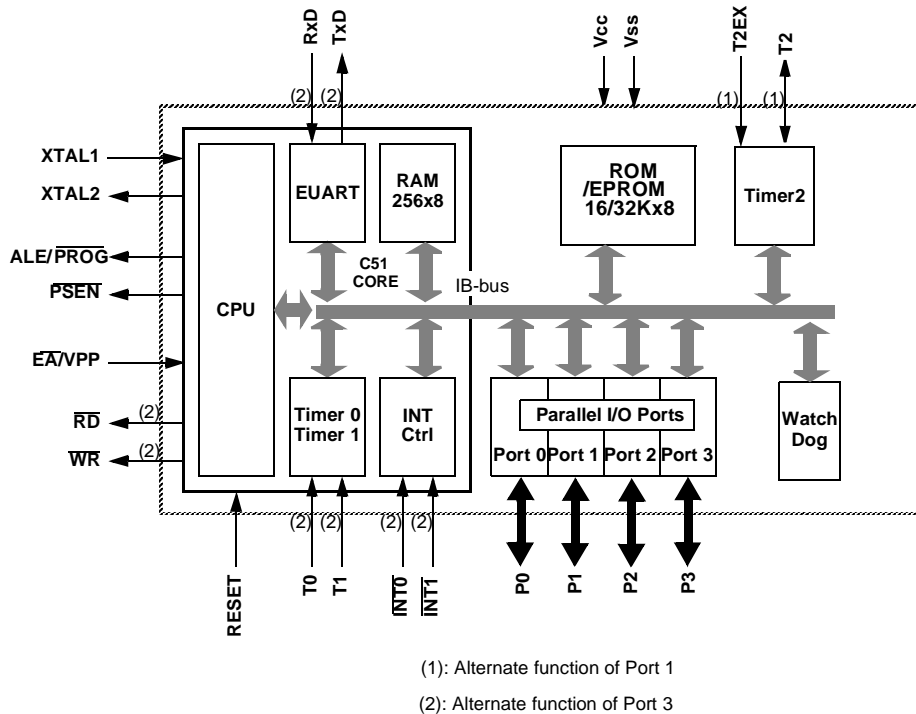 RxD
TxD
Vcc
Vss
T2EX
T2
(2)
(2)
(1)
(1)
XTAL1
XTAL2
ALE/PROG
PSEN
EA/VPP
RD
(2)
WR
(2)
CPU
EUART
RAM
256x8
C51
CORE
IB-bus
ROM
/EPROM
16/32Kx8
Timer2
Timer 0
Timer 1
INT
Ctrl
Parallel I/O Ports
Port 0
Port 1
Port 2
Port 3
Watch
Dog
(2)
(2)
(2)
(2)
RESET
T0
T1
INT0
INT1
P0
P1
P2
P3
(1): Alternate function of Port 1
(2): Alternate function of Port 3